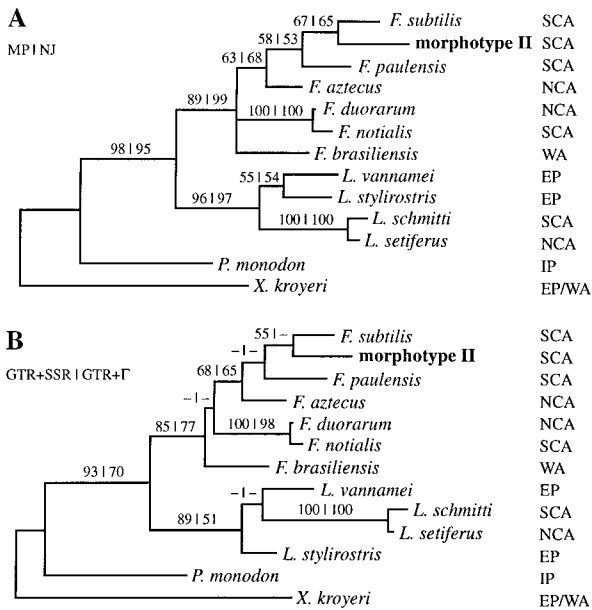 A
67|65 F. subtilis SCA
MP|NJ 58|53 morphotype II SCA
63|68 F. paulensis SCA
F. aztecus NCA
89|99 100|100 F. duorarum NCA
F. notialis SCA
98|95 F. brasiliensis WA
55|54 L. vannamei EP
96|97 L. stylirostris EP
100|100 L. schmitti SCA
L. setiferus NCA
P. monodon IP
X. kroyeri EP/WA
B
55|– F. subtilis SCA
–|– morphotype II SCA
GTR+SSR|GTR+Γ 68|65 F. paulensis SCA
–|– F. aztecus NCA
85|77 100|98 F. duorarum NCA
F. notialis SCA
93|70 F. brasiliensis WA
–|– L. vannamei EP
100|100 L. schmitti SCA
89|51 L. setiferus NCA
L. stylirostris EP
P. monodon IP
X. kroyeri EP/WA